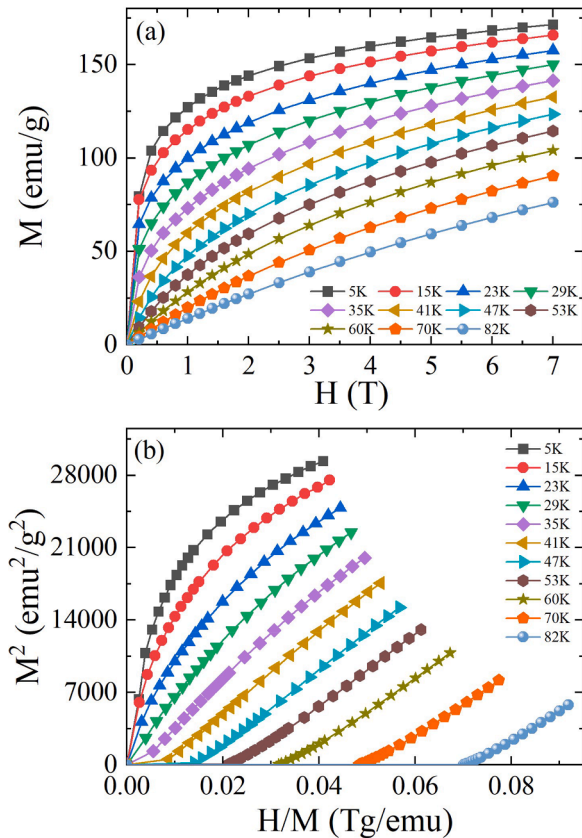 (a)
M (emu/g)
150
100
50
0
5K 15K 23K 29K
35K 41K 47K 53K
60K 70K 82K
0 1 2 3 4 5 6 7
H (T)
(b)
M² (emu²/g²)
28000
21000
14000
7000
0
5K
15K
23K
29K
35K
41K
47K
53K
60K
70K
82K
0.00 0.02 0.04 0.06 0.08
H/M (Tg/emu)